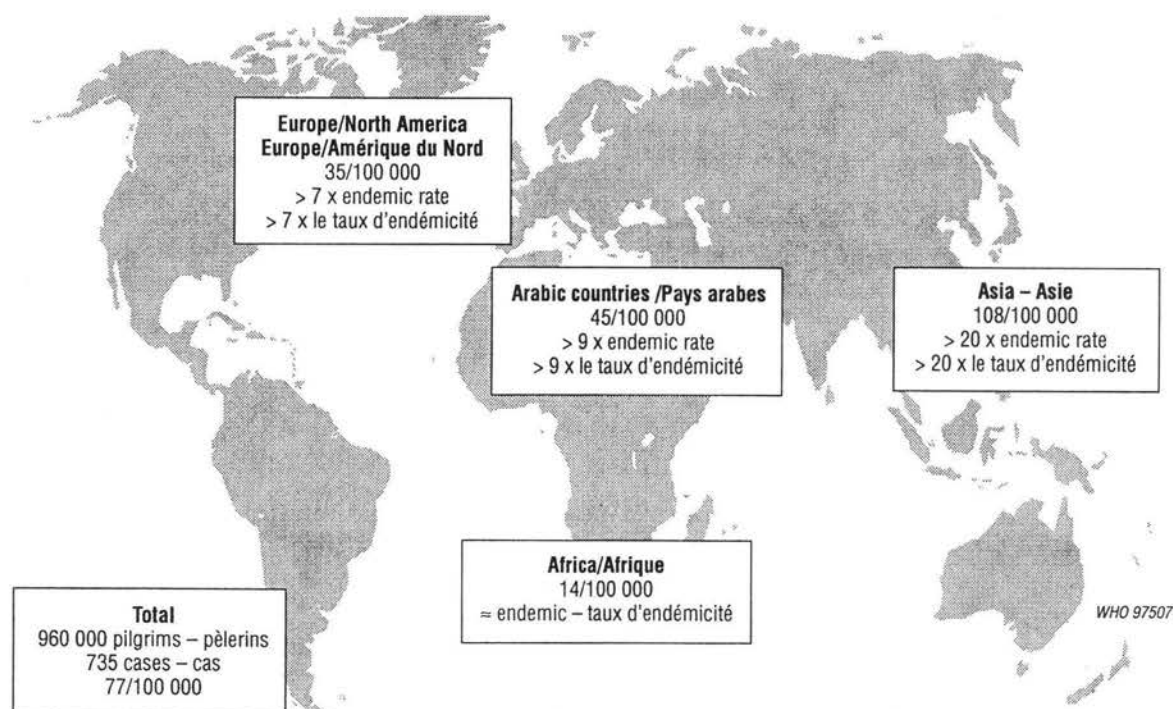 Europe/North America
Europe/Amérique du Nord
35/100 000
> 7 x endemic rate
> 7 x le taux d'endémicité
Arabic countries /Pays arabes
45/100 000
> 9 x endemic rate
> 9 x le taux d'endémicité
Asia – Asie
108/100 000
> 20 x endemic rate
> 20 x le taux d'endémicité
Africa/Afrique
14/100 000
= endemic – taux d'endémicité
Total
960 000 pilgrims – pèlerins
735 cases – cas
77/100 000
WHO 97507